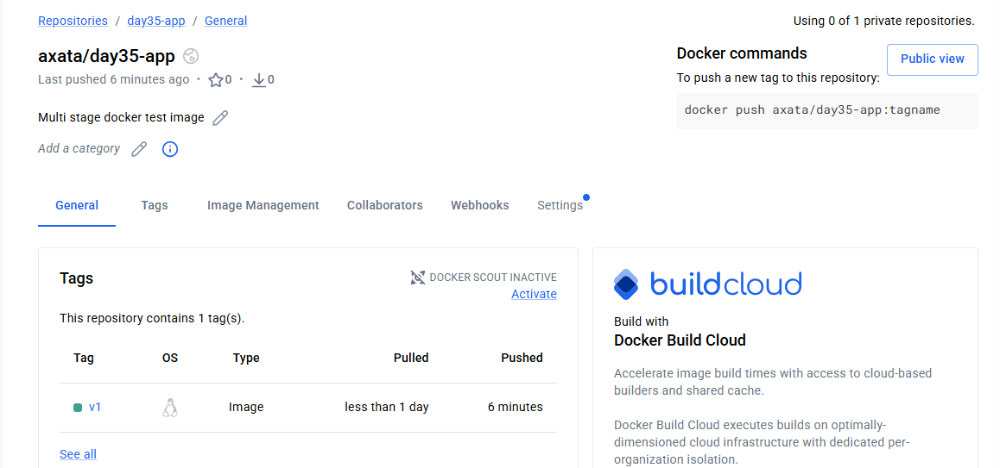 Repositories / day35-app / General
Using 0 of 1 private repositories.
axata/day35-app
Last pushed 6 minutes ago • 0 • 0
Multi stage docker test image
Add a category
Docker commands
Public view
To push a new tag to this repository:
docker push axata/day35-app:tagname
General Tags Image Management Collaborators Webhooks Settings
Tags
DOCKER SCOUT INACTIVE
Activate
This repository contains 1 tag(s).
Tag OS Type Pulled Pushed
v1 Image less than 1 day 6 minutes
See all
buildcloud
Build with
Docker Build Cloud
Accelerate image build times with access to cloud-based
builders and shared cache.
Docker Build Cloud executes builds on optimally-
dimensioned cloud infrastructure with dedicated per-
organization isolation.